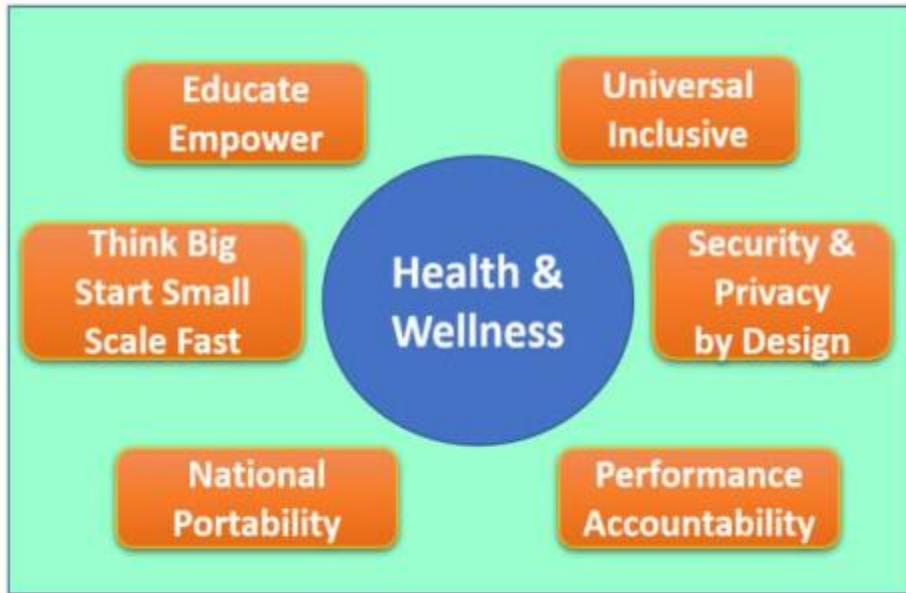 Educate
Empower
Universal
Inclusive
Think Big
Start Small
Scale Fast
Health &
Wellness
Security &
Privacy
by Design
National
Portability
Performance
Accountability